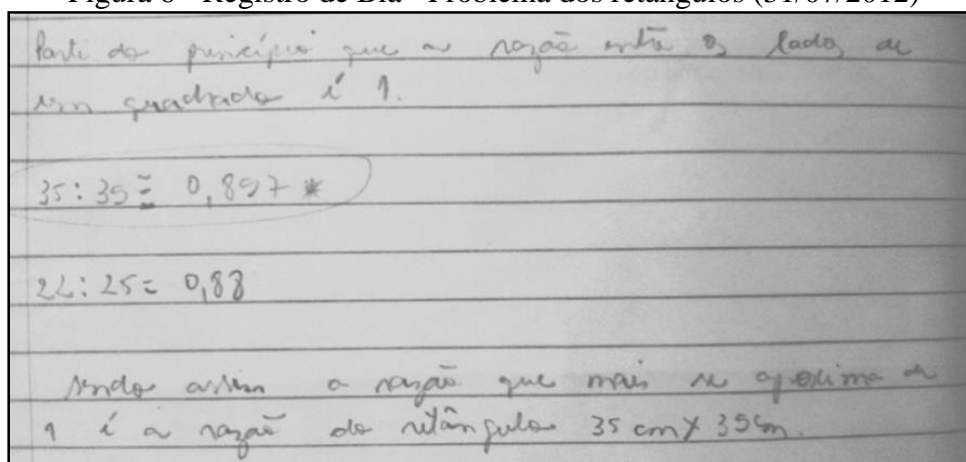 Figura 6 - Registro de Bia - Problema dos retângulos (31/07/2012)
Parti do princípio que a razão entre os lados de
um quadrado é 1.
35:39 ≅ 0,897 *
22:25 = 0,88
sendo assim a razão que mais se aproxima de
1 é a razão do retângulo 35 cm x 39cm.